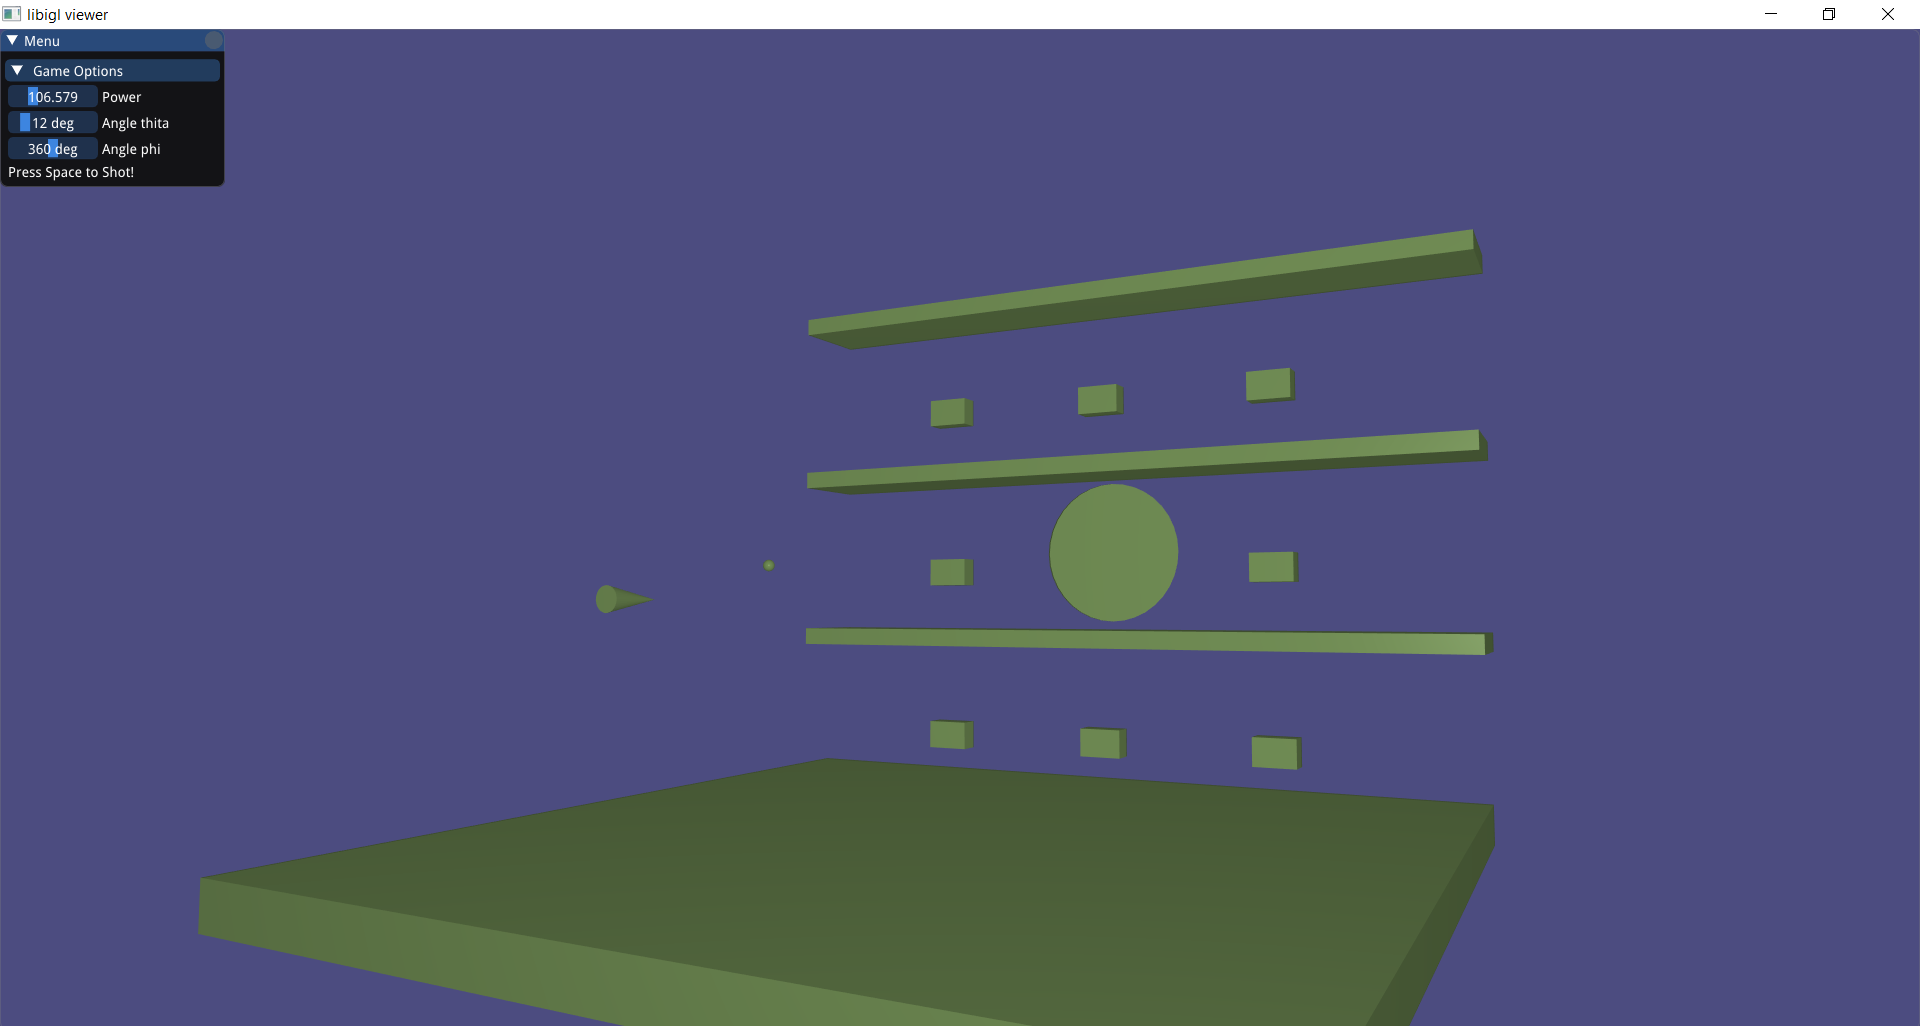 libigl viewer
Menu
Game Options
106.579 Power
12 deg Angle thita
360 deg Angle phi
Press Space to Shot!